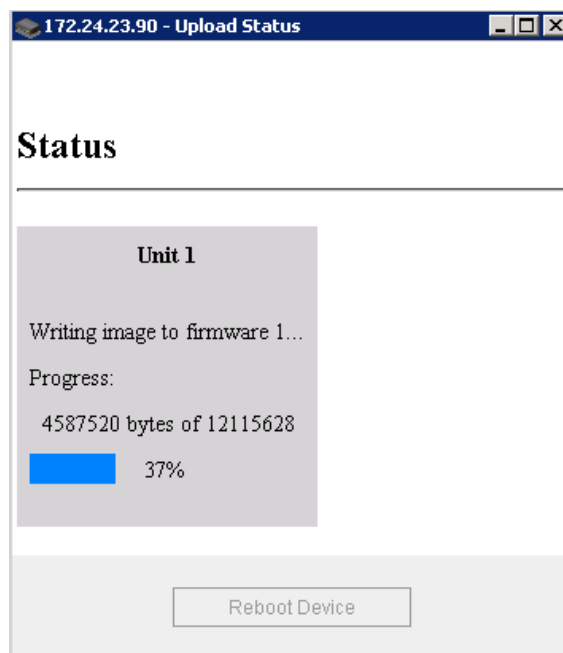 172.24.23.90 - Upload Status
Status
Unit 1
Writing image to firmware 1...
Progress:
4587520 bytes of 12115628
37%
Reboot Device